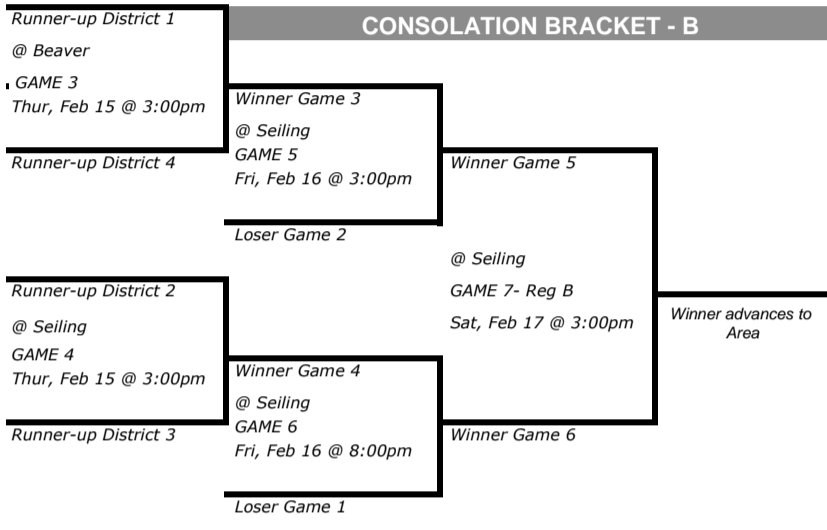 CONSOLATION BRACKET - B
Runner-up District 1
@ Beaver
GAME 3
Thur, Feb 15 @ 3:00pm
Runner-up District 4
Winner Game 3
@ Seiling
GAME 5
Fri, Feb 16 @ 3:00pm
Loser Game 2
Runner-up District 2
@ Seiling
GAME 4
Thur, Feb 15 @ 3:00pm
Runner-up District 3
Winner Game 4
@ Seiling
GAME 6
Fri, Feb 16 @ 8:00pm
Loser Game 1
Winner Game 5
@ Seiling
GAME 7- Reg B
Sat, Feb 17 @ 3:00pm
Winner Game 6
Winner advances to
Area